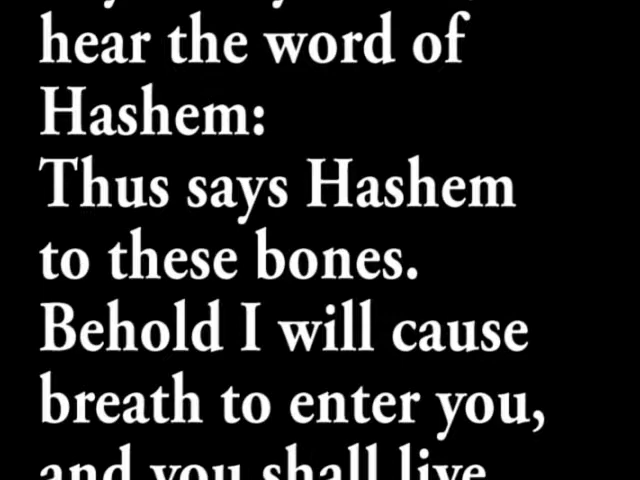 hear the word of
Hashem:
Thus says Hashem
to these bones.
Behold I will cause
breath to enter you,
and you shall live